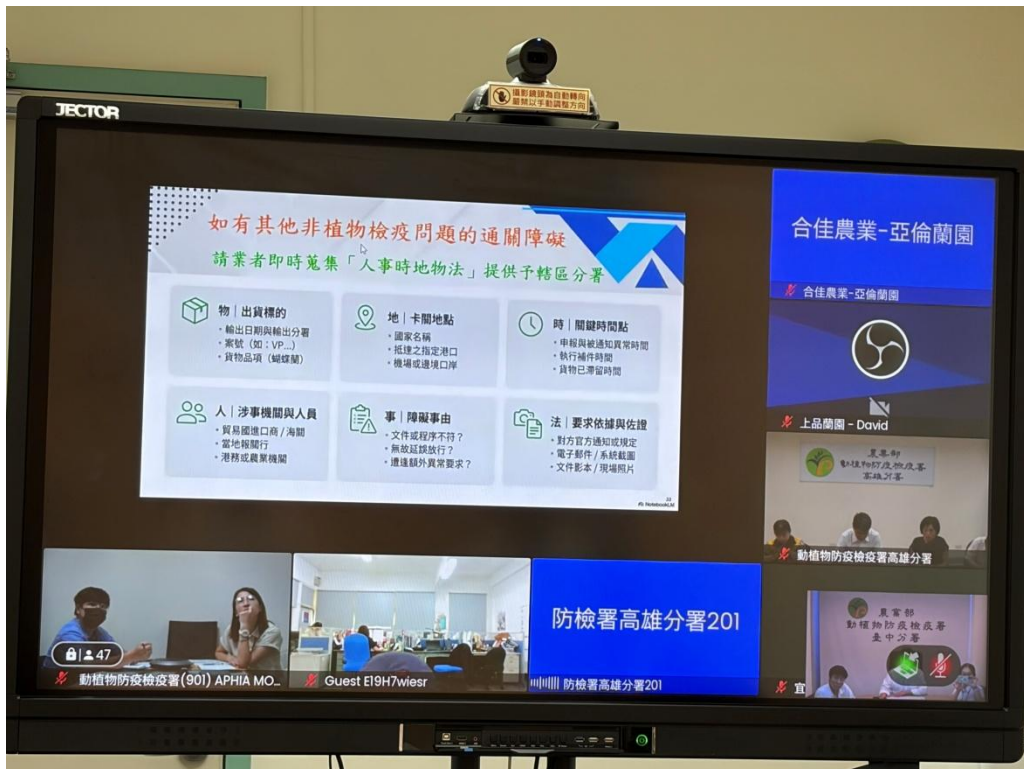 JECTOR
攝影鏡頭為自動轉向
嚴禁以手動調整方向
如有其他非植物檢疫問題的通關障礙
請業者即時蒐集「人事時地物法」提供予轄區分署
物｜出貨標的
・輸出日期與輸出分署
・案號（如：VP...）
・貨物品項（蝴蝶蘭）
地｜卡關地點
・國家名稱
・抵達之指定港口
・機場或邊境口岸
時｜關鍵時間點
・申報與被通知異常時間
・執行補件時間
・貨物已滯留時間
人｜涉事機關與人員
・貿易國進口商/海關
・當地報關行
・港務或農業機關
事｜障礙事由
・文件或程序不符？
・無故延誤放行？
・遭逢額外異常要求？
法｜要求依據與佐證
・對方官方通知或規定
・電子郵件/系統截圖
・文件影本/現場照片
NotebookLM
合佳農業-亞倫蘭園
合佳農業-亞倫蘭園
上品蘭園 - David
農業部
動植物防疫檢疫署
高雄分署
動植物防疫檢疫署高雄分署
47
動植物防疫檢疫署(901) APHIA MO...
Guest E19H7wiesr
防檢署高雄分署201
防檢署高雄分署201
農業部
動植物防疫檢疫署
臺中分署
宜